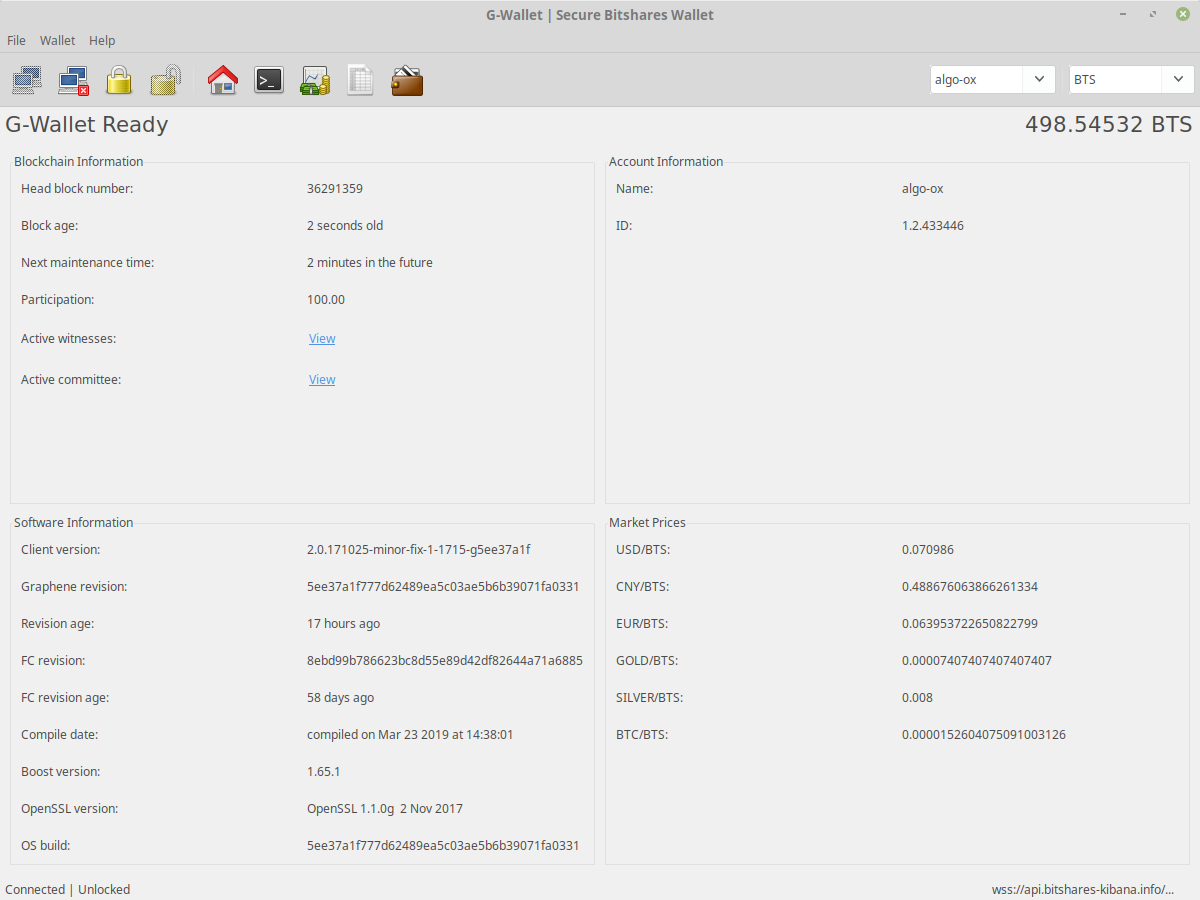 G-Wallet | Secure Bitshares Wallet
File Wallet Help
>_
algo-ox BTS
G-Wallet Ready 498.54532 BTS
Blockchain Information
Head block number: 36291359
Block age: 2 seconds old
Next maintenance time: 2 minutes in the future
Participation: 100.00
Active witnesses: View
Active committee: View
Account Information
Name: algo-ox
ID: 1.2.433446
Software Information
Client version: 2.0.171025-minor-fix-1-1715-g5ee37a1f
Graphene revision: 5ee37a1f777d62489ea5c03ae5b6b39071fa0331
Revision age: 17 hours ago
FC revision: 8ebd99b786623bc8d55e89d42df82644a71a6885
FC revision age: 58 days ago
Compile date: compiled on Mar 23 2019 at 14:38:01
Boost version: 1.65.1
OpenSSL version: OpenSSL 1.1.0g  2 Nov 2017
OS build: 5ee37a1f777d62489ea5c03ae5b6b39071fa0331
Market Prices
USD/BTS: 0.070986
CNY/BTS: 0.488676063866261334
EUR/BTS: 0.063953722650822799
GOLD/BTS: 0.00007407407407407407
SILVER/BTS: 0.008
BTC/BTS: 0.0000152604075091003126
Connected | Unlocked wss://api.bitshares-kibana.info/...